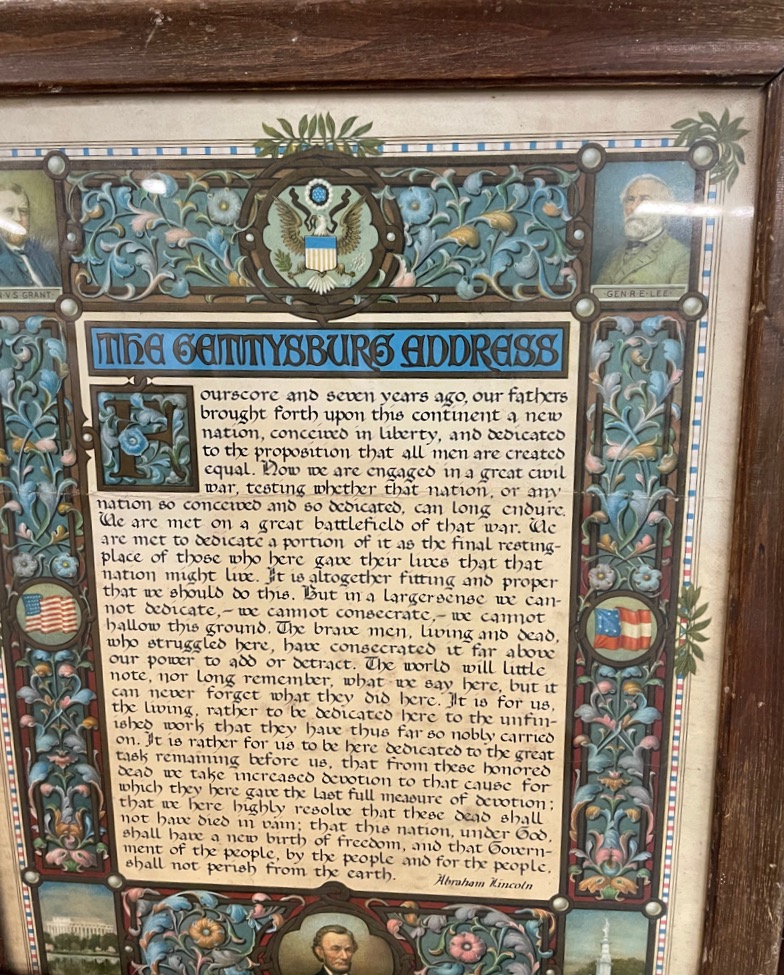 V·S· GRANT·
·GEN·R·E·LEE·
THE GETTYSBURG ADDRESS
Fourscore and seven years ago, our fathers
brought forth upon this continent a new
nation, conceived in liberty, and dedicated
to the proposition that all men are created
equal. Now we are engaged in a great civil
war, testing whether that nation, or any
nation so conceived and so dedicated, can long endure.
We are met on a great battlefield of that war. We
are met to dedicate a portion of it as the final resting-
place of those who here gave their lives that that
nation might live. It is altogether fitting and proper
that we should do this. But in a larger sense we can-
not dedicate,- we cannot consecrate,- we cannot
hallow this ground. The brave men, living and dead,
who struggled here, have consecrated it far above
our power to add or detract. The world will little
note, nor long remember, what we say here, but it
can never forget what they did here. It is for us,
the living, rather to be dedicated here to the unfin-
ished work that they have thus far so nobly carried
on. It is rather for us to be here dedicated to the great
task remaining before us, that from these honored
dead we take increased devotion to that cause for
which they here gave the last full measure of devotion;
that we here highly resolve that these dead shall
not have died in vain; that this nation, under God,
shall have a new birth of freedom, and that Govern-
ment of the people, by the people and for the people,
shall not perish from the earth.
Abraham Lincoln